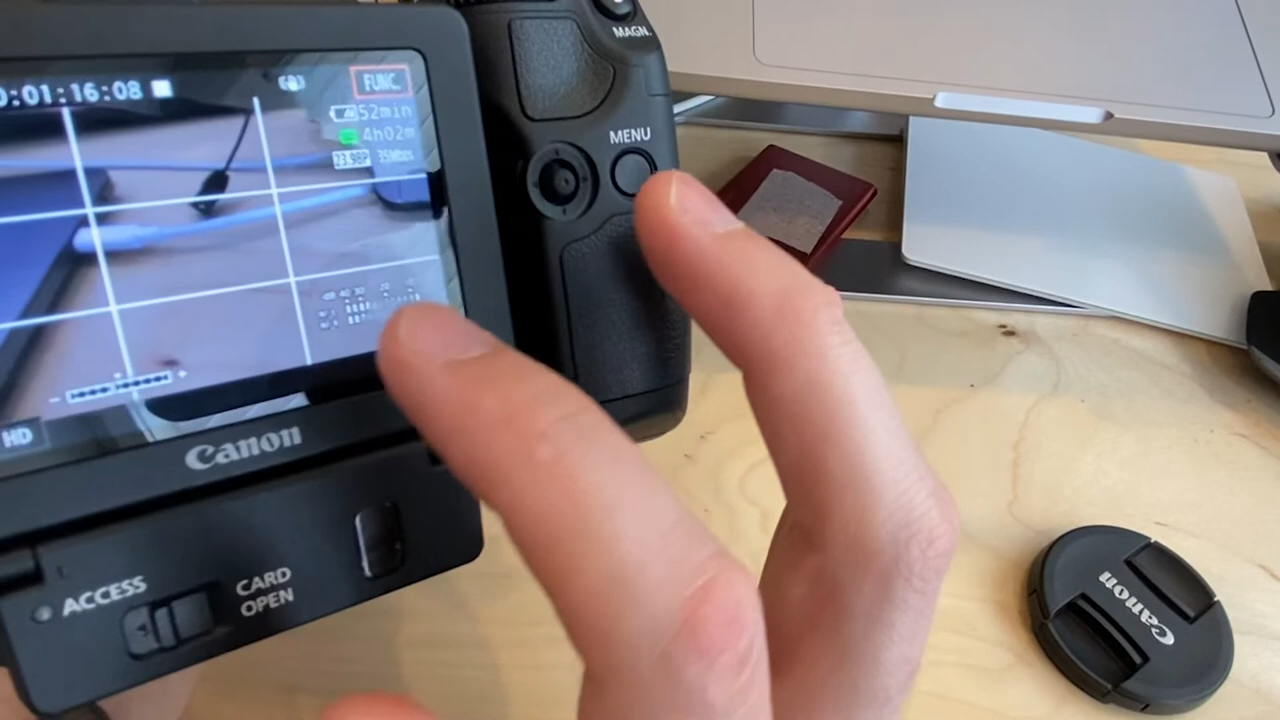 MAGN.
0:01:16:08
FUNC.
52min
4h02m
23.98P 35Mbps
MENU
HD
Canon
ACCESS
CARD
OPEN
Canon